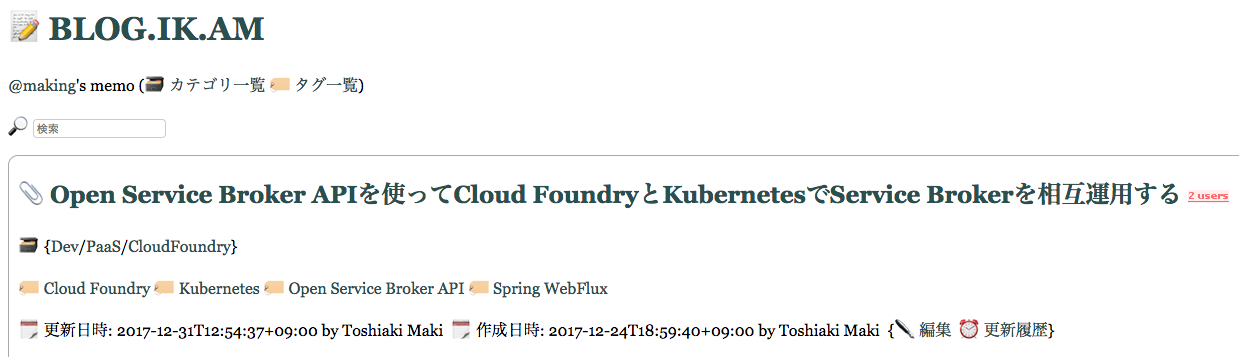 BLOG.IK.AM
@making's memo (カテゴリ一覧 タグ一覧)
検索
Open Service Broker APIを使ってCloud FoundryとKubernetesでService Brokerを相互運用する 2 users
{Dev/PaaS/CloudFoundry}
Cloud Foundry Kubernetes Open Service Broker API Spring WebFlux
更新日時: 2017-12-31T12:54:37+09:00 by Toshiaki Maki 作成日時: 2017-12-24T18:59:40+09:00 by Toshiaki Maki {編集 更新履歴}